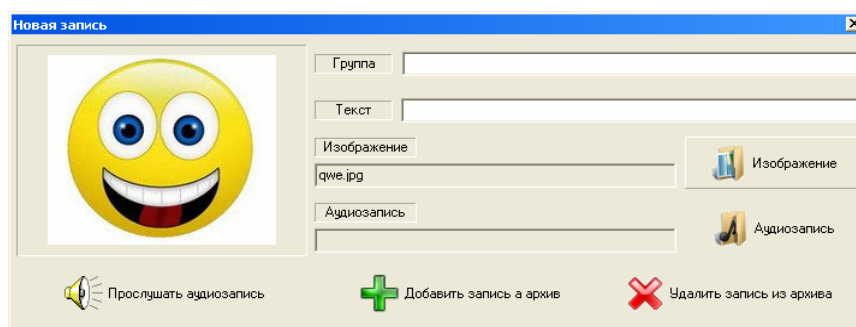 Новая запись
Группа
Текст
Изображение
qwe.jpg
Изображение
Аудиозапись
Аудиозапись
Прослушать аудиозапись
Добавить запись а архив
Удалить запись из архива